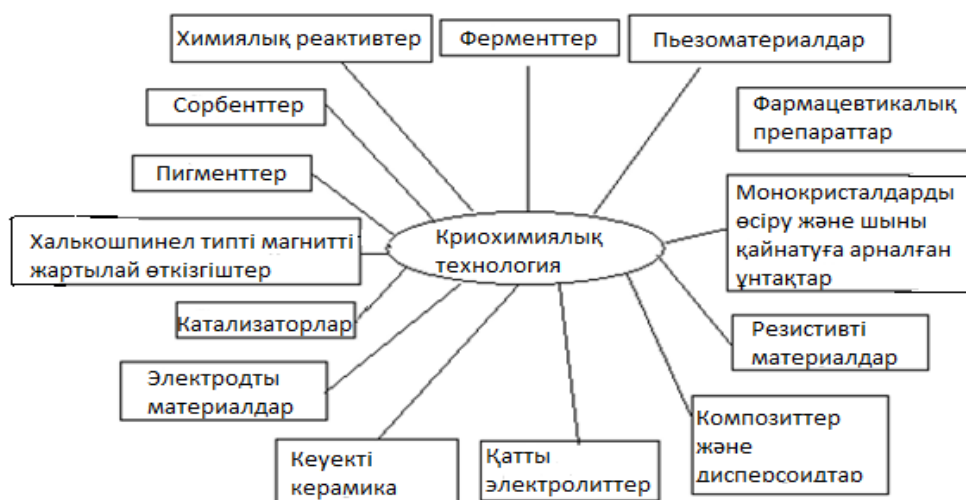 Химиялық реактивтер
Ферменттер
Пьезоматериалдар
Сорбенттер
Фармацевтикалық
препараттар
Пигменттер
Монокристалдарды
өсіру және шыны
қайнатуға арналған
ұнтақтар
Халькошпинел типті магнитті
жартылай өткізгіштер
Криохимиялық
технология
Катализаторлар
Резистивті
материалдар
Электродты
материалдар
Композиттер
және
дисперсоидтар
Кеуекті
керамика
Қатты
электролиттер